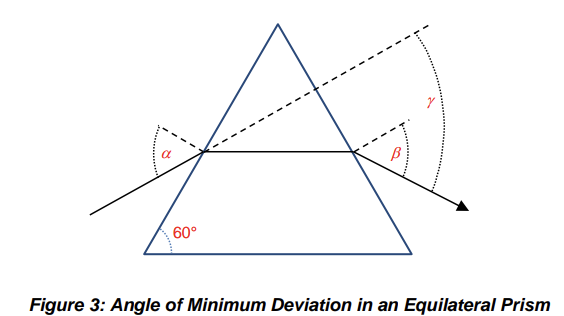 γ
α
β
60°
Figure 3: Angle of Minimum Deviation in an Equilateral Prism